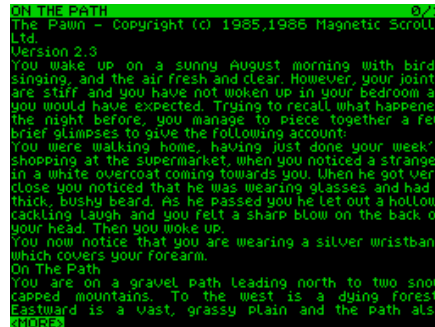 ON THE PATH 0/
The Pawn - Copyright (c) 1985,1986 Magnetic Scroll
Ltd.
Version 2.3
You wake up on a sunny August morning with bird
singing, and the air fresh and clear. However, your joint
are stiff and you have not woken up in your bedroom a
you would have expected. Trying to recall what happene
the night before, you manage to piece together a fe
brief glimpses to give the following account:
You were walking home, having just done your week'
shopping at the supermarket, when you noticed a strange
in a white overcoat coming towards you. When he got ver
close you noticed that he was wearing glasses and had
thick, bushy beard. As he passed you he let out a hollow
cackling laugh and you felt a sharp blow on the back o
your head. Then you woke up.
You now notice that you are wearing a silver wristban
which covers your forearm.
On The Path
You are on a gravel path leading north to two sno
capped mountains. To the west is a dying fores
Eastward is a vast, grassy plain and the path als
<MORE>